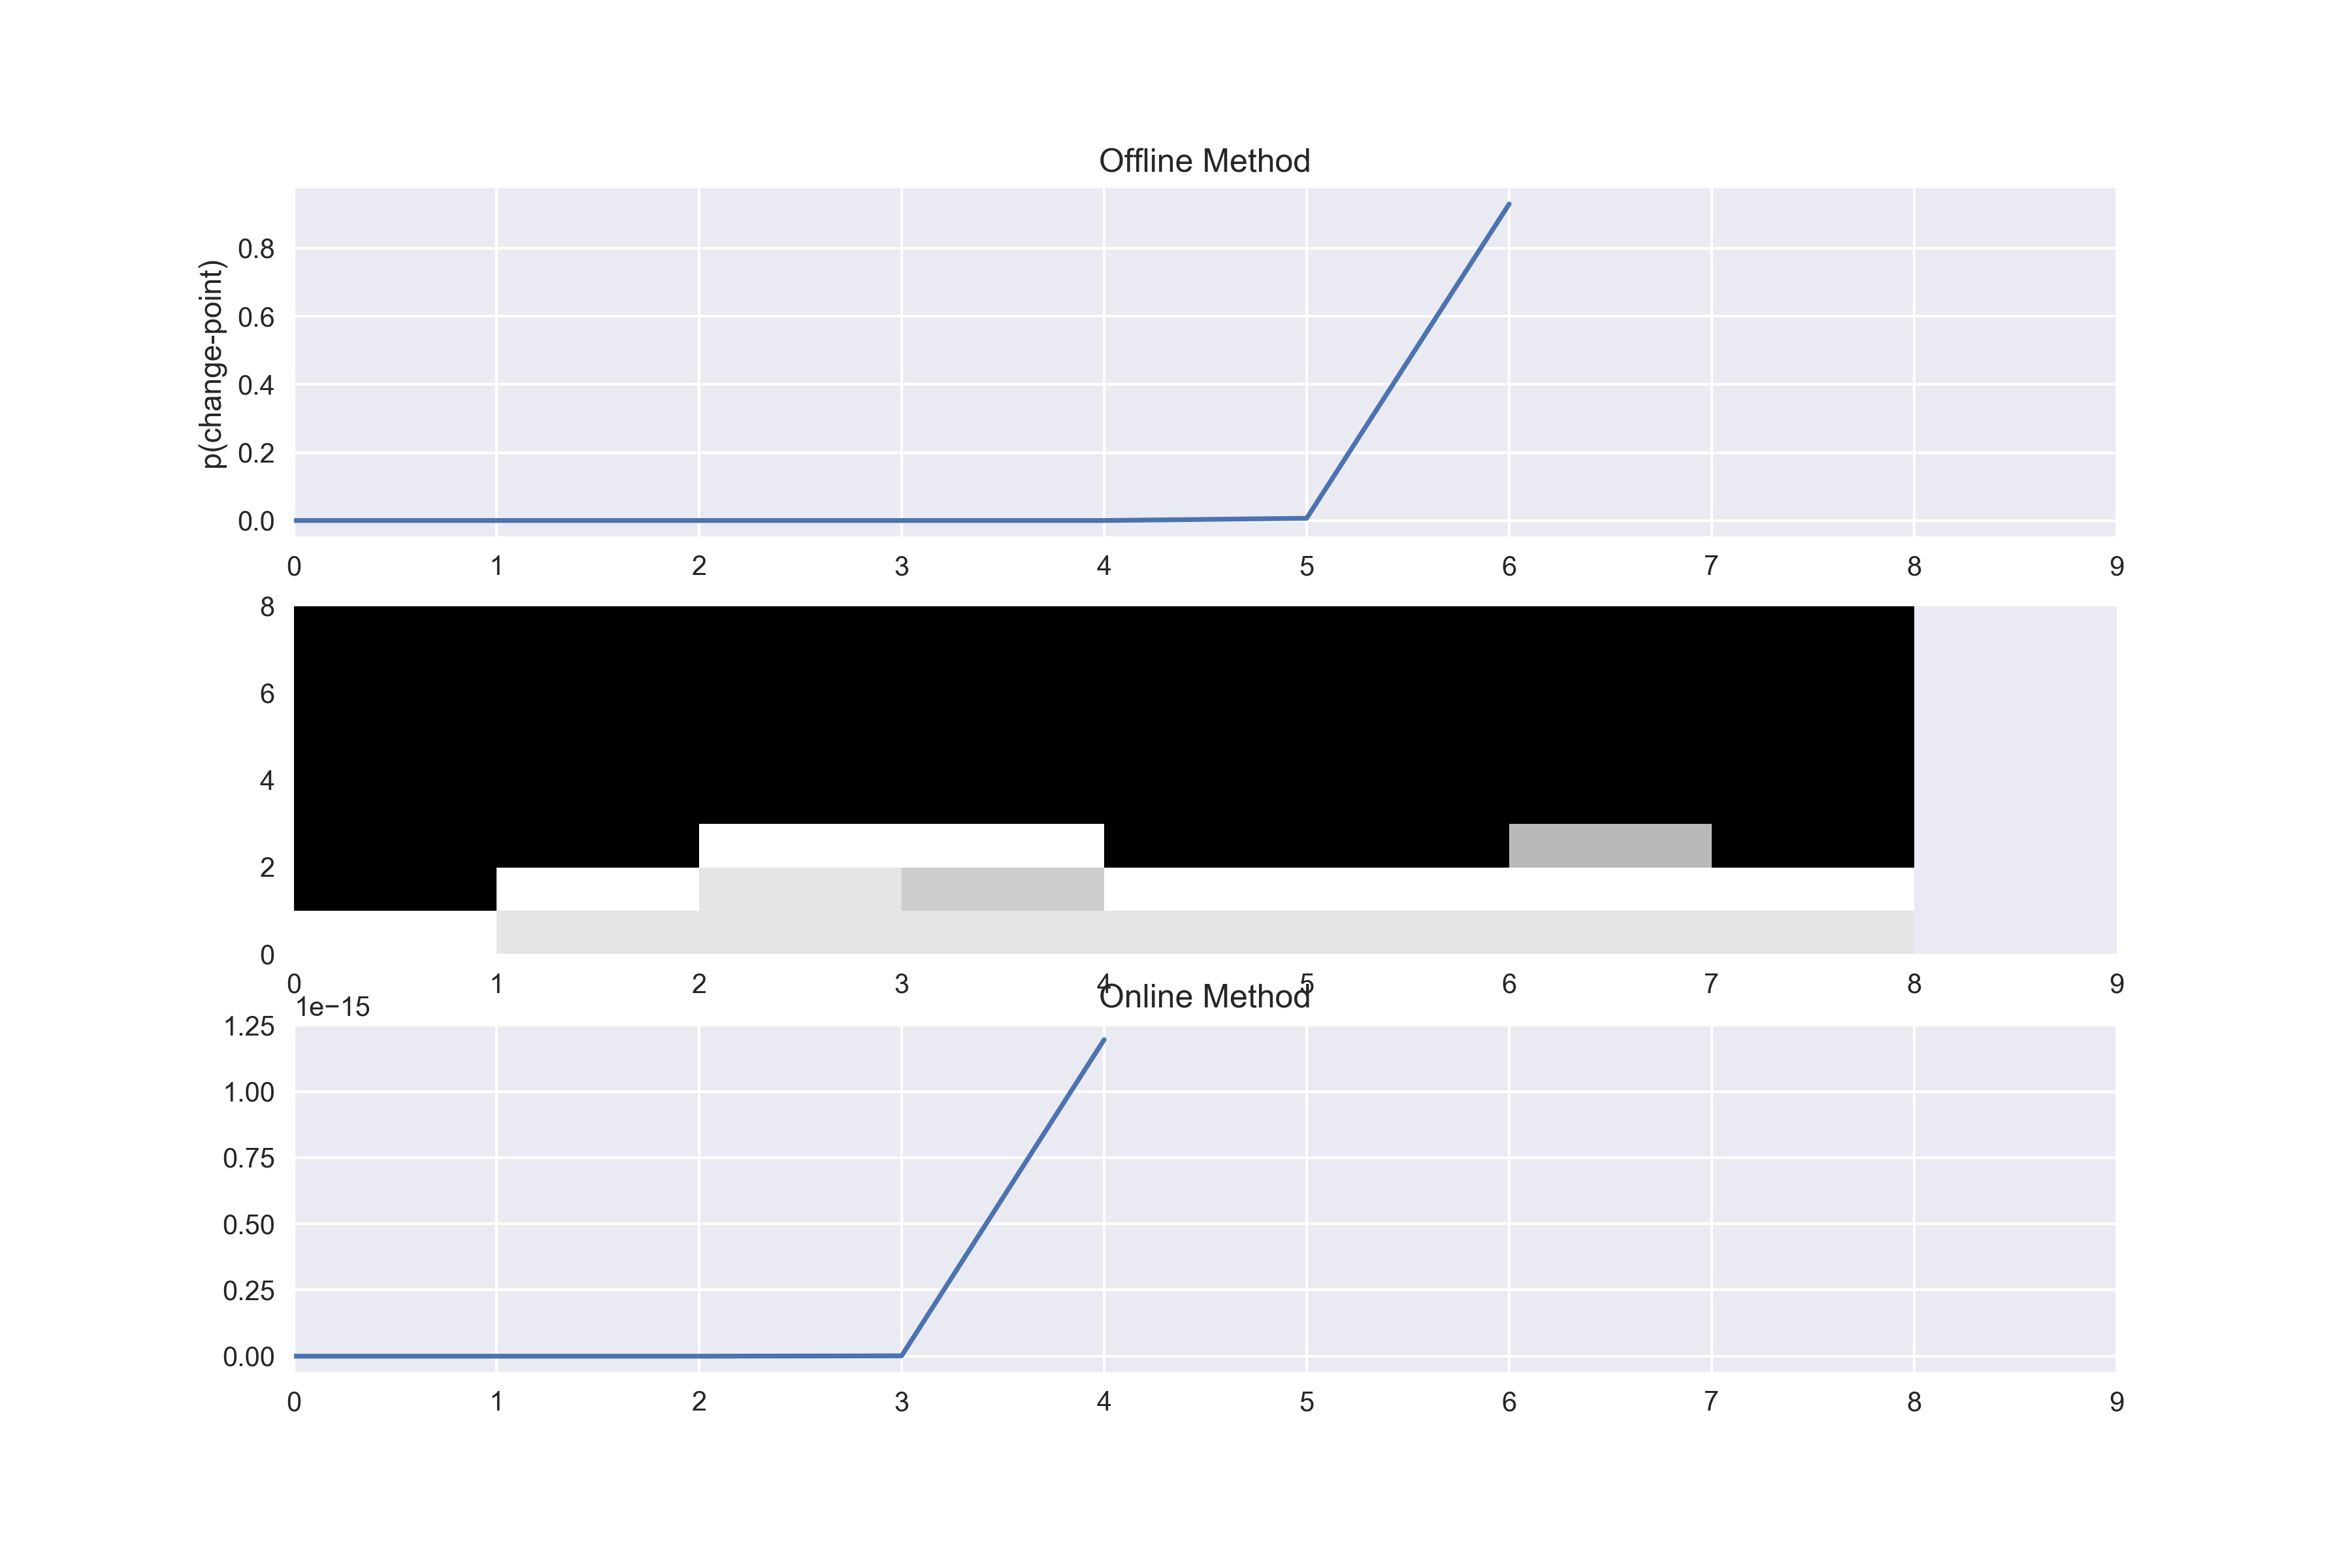 Offline Method
p(change-point)
0.8
0.6
0.4
0.2
0.0
0 1 2 3 4 5 6 7 8 9
8
6
4
2
0
0 1 2 3 4 5 6 7 8 9
1e−15
Online Method
1.25
1.00
0.75
0.50
0.25
0.00
0 1 2 3 4 5 6 7 8 9